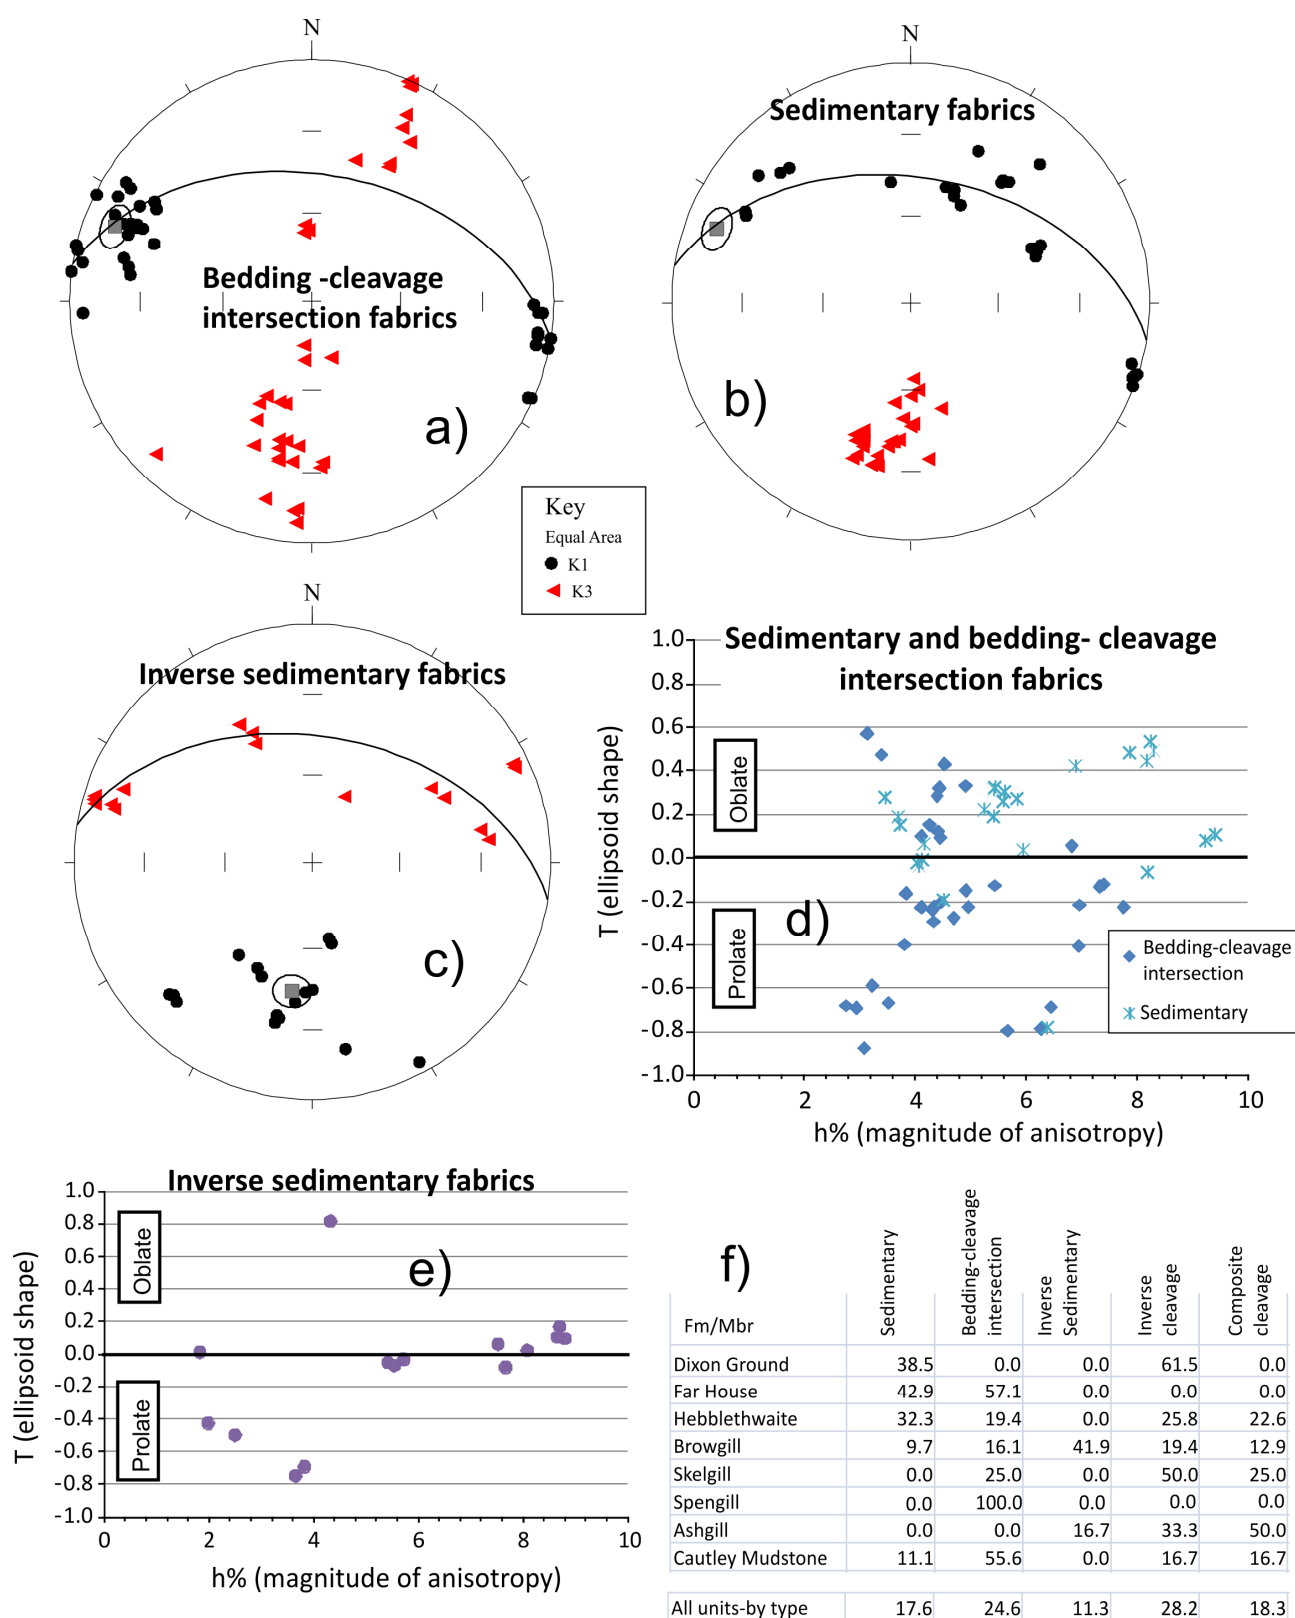 N
Bedding -cleavage
intersection fabrics
a)
N
Sedimentary fabrics
b)
Key
Equal Area
K1
K3
N
Inverse sedimentary fabrics
c)
Sedimentary and bedding- cleavage
intersection fabrics
T (ellipsoid shape)
1.0
0.8
0.6
0.4
0.2
0.0
-0.2
-0.4
-0.6
-0.8
-1.0
Oblate
Prolate
d)
Bedding-cleavage
intersection
Sedimentary
0 2 4 6 8 10
h% (magnitude of anisotropy)
Inverse sedimentary fabrics
T (ellipsoid shape)
1.0
0.8
0.6
0.4
0.2
0.0
-0.2
-0.4
-0.6
-0.8
-1.0
Oblate
Prolate
e)
0 2 4 6 8 10
h% (magnitude of anisotropy)
f)
Fm/Mbr
Sedimentary
Bedding-cleavage
intersection
Inverse
Sedimentary
Inverse
cleavage
Composite
cleavage
Dixon Ground 38.5 0.0 0.0 61.5 0.0
Far House 42.9 57.1 0.0 0.0 0.0
Hebblethwaite 32.3 19.4 0.0 25.8 22.6
Browgill 9.7 16.1 41.9 19.4 12.9
Skelgill 0.0 25.0 0.0 50.0 25.0
Spengill 0.0 100.0 0.0 0.0 0.0
Ashgill 0.0 0.0 16.7 33.3 50.0
Cautley Mudstone 11.1 55.6 0.0 16.7 16.7
All units-by type 17.6 24.6 11.3 28.2 18.3